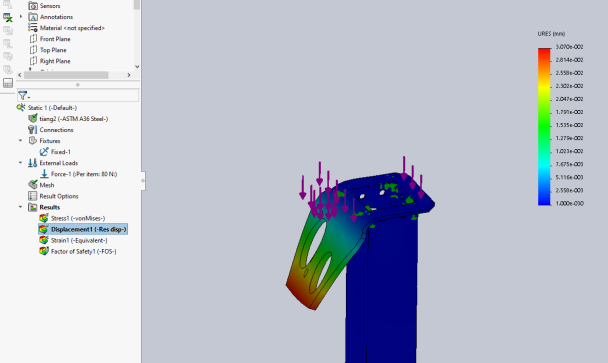 Sensors
Annotations
Material <not specified>
Front Plane
Top Plane
Right Plane
Static 1 (-Default-)
tiang2 (-ASTM A36 Steel-)
Connections
Fixtures
Fixed-1
External Loads
Force-1 (:Per item: 80 N:)
Mesh
Result Options
Results
Stress1 (-vonMises-)
Displacement1 (-Res disp-)
Strain1 (-Equivalent-)
Factor of Safety1 (-FOS-)
URES (mm)
3.070e-002
2.814e-002
2.558e-002
2.302e-002
2.047e-002
1.791e-002
1.535e-002
1.279e-002
1.023e-002
7.675e-003
5.116e-003
2.558e-003
1.000e-030